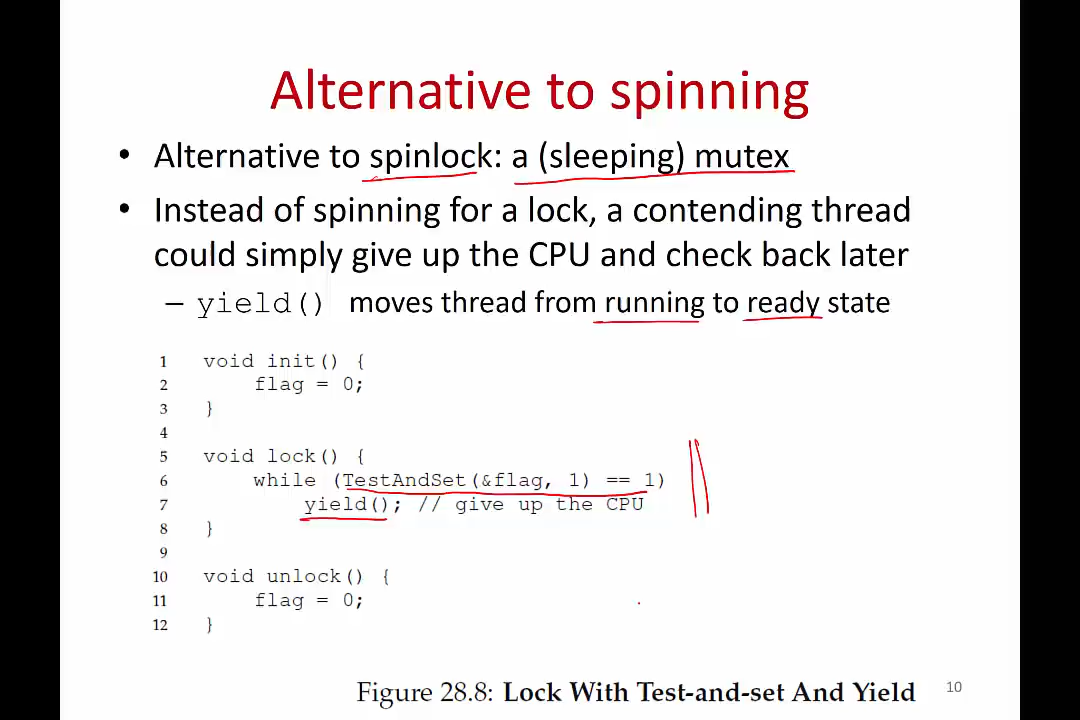 Alternative to spinning
• Alternative to spinlock: a (sleeping) mutex
• Instead of spinning for a lock, a contending thread
could simply give up the CPU and check back later
– yield() moves thread from running to ready state
1 void init() {
2 flag = 0;
3 }
4
5 void lock() {
6 while (TestAndSet(&flag, 1) == 1)
7 yield(); // give up the CPU
8 }
9
10 void unlock() {
11 flag = 0;
12 }
Figure 28.8: Lock With Test-and-set And Yield
10